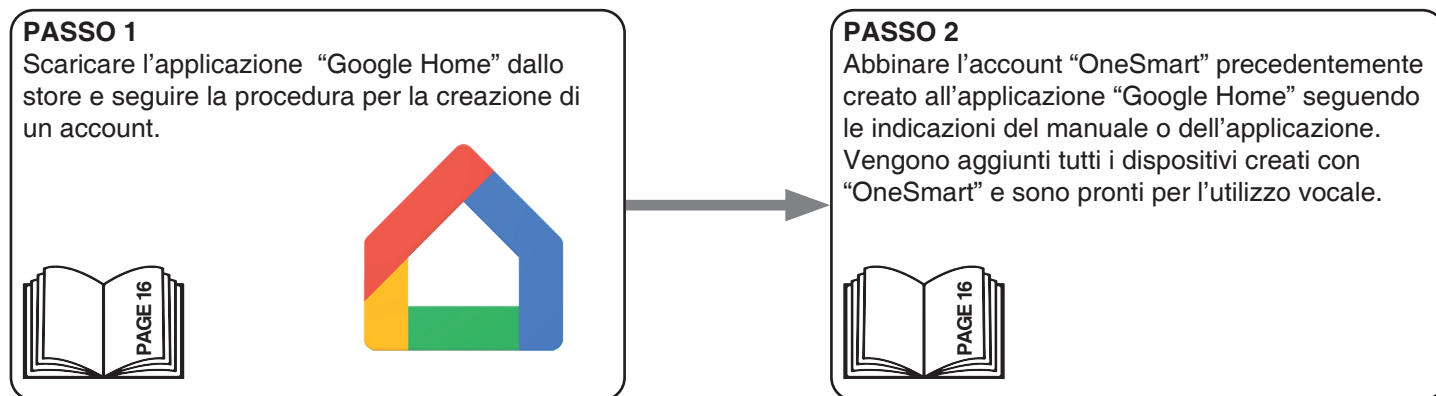 PASSO 1
Scaricare l’applicazione  “Google Home” dallo
store e seguire la procedura per la creazione di
un account.
PAGE 16
PASSO 2
Abbinare l’account “OneSmart” precedentemente
creato all’applicazione “Google Home” seguendo
le indicazioni del manuale o dell’applicazione.
Vengono aggiunti tutti i dispositivi creati con
“OneSmart” e sono pronti per l’utilizzo vocale.
PAGE 16